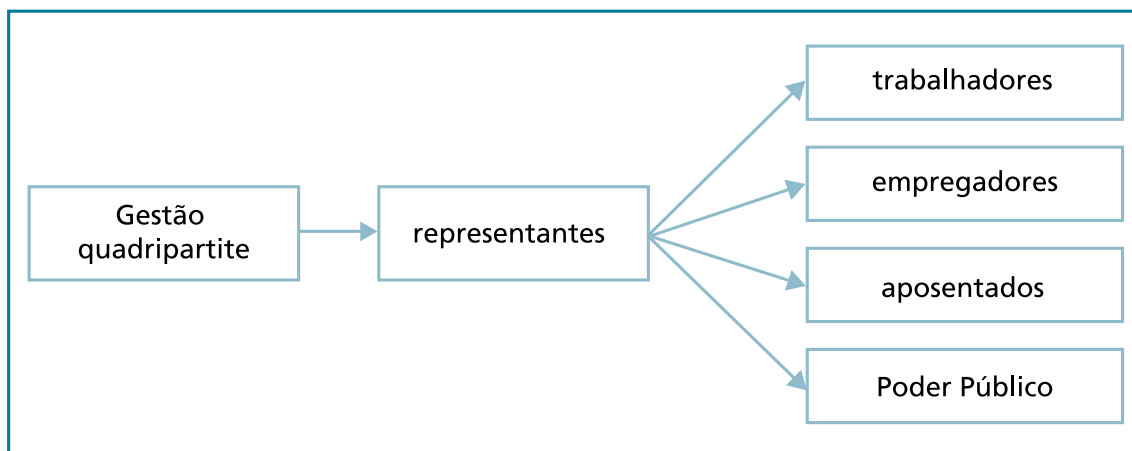 Gestão
quadripartite
representantes
trabalhadores
empregadores
aposentados
Poder Público